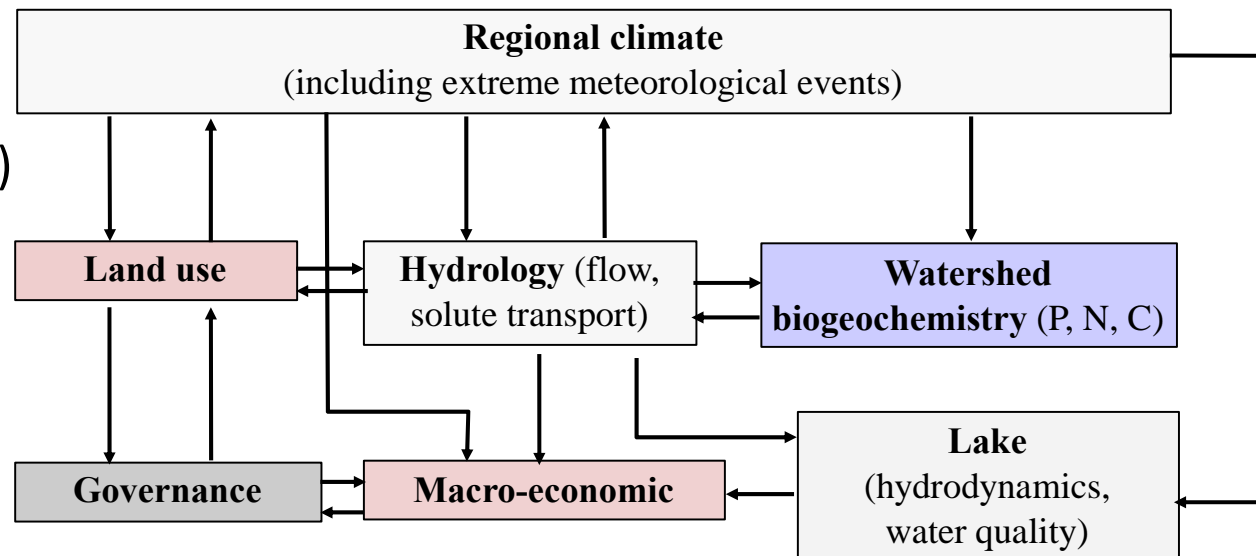 Regional climate
(including extreme meteorological events)
)
Land use
Hydrology (flow,
solute transport)
Watershed
biogeochemistry (P, N, C)
Governance
Macro-economic
Lake
(hydrodynamics,
water quality)